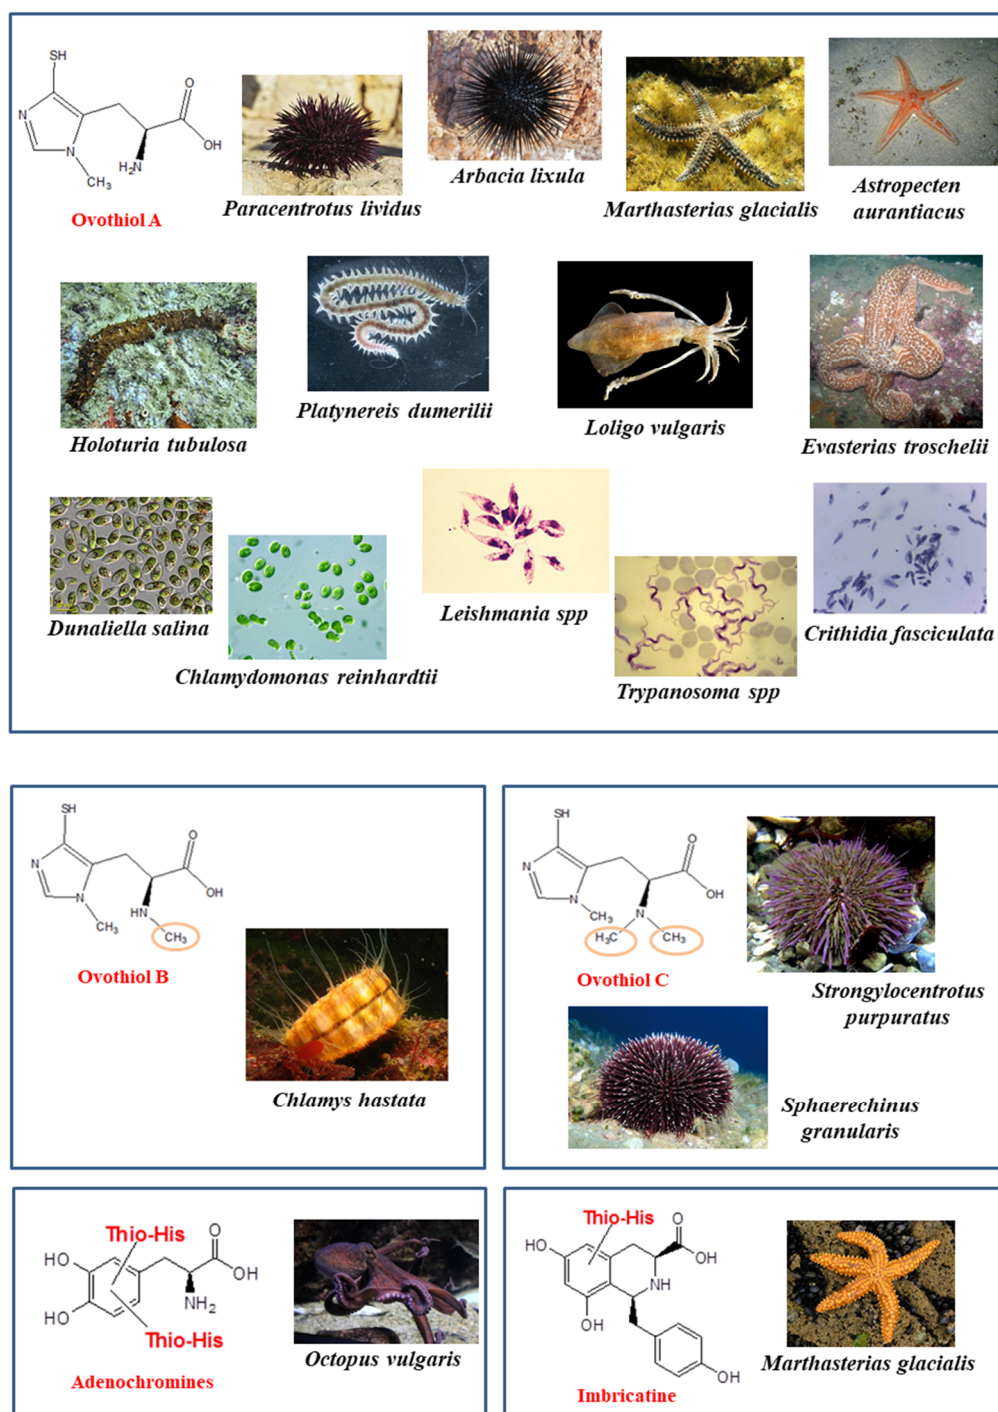 SH
N
N
CH₃
H₂N
O
OH
Ovothiol A
Paracentrotus lividus
Arbacia lixula
Marthasterias glacialis
Astropecten
aurantiacus
Holoturia tubulosa
Platynereis dumerilii
Loligo vulgaris
Evasterias troschelii
Dunaliella salina
Chlamydomonas reinhardtii
Leishmania spp
Trypanosoma spp
Crithidia fasciculata
SH
N
N
CH₃
HN
CH₃
O
OH
Ovothiol B
Chlamys hastata
SH
N
N
CH₃
N
H₃C
CH₃
O
OH
Ovothiol C
Strongylocentrotus
purpuratus
Sphaerechinus
granularis
Thio-His
HO
HO
O
OH
NH₂
Thio-His
Adenochromines
Octopus vulgaris
Thio-His
HO
O
OH
NH
OH
OH
Imbricatine
Marthasterias glacialis